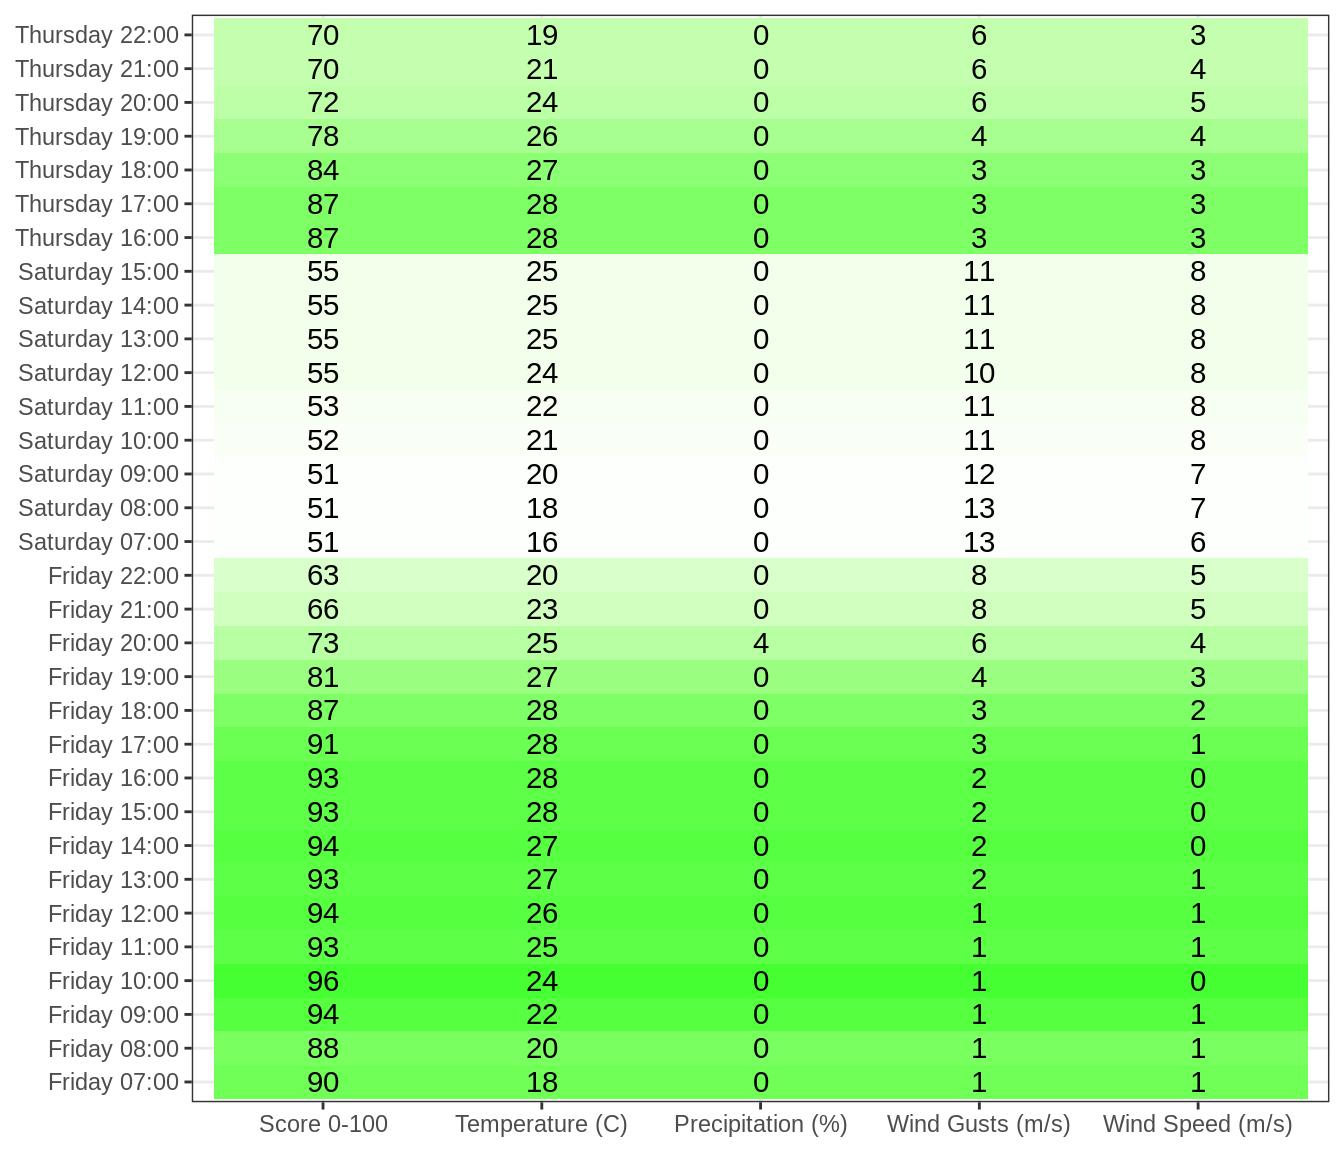 Thursday 22:00 70 19 0 6 3
Thursday 21:00 70 21 0 6 4
Thursday 20:00 72 24 0 6 5
Thursday 19:00 78 26 0 4 4
Thursday 18:00 84 27 0 3 3
Thursday 17:00 87 28 0 3 3
Thursday 16:00 87 28 0 3 3
Saturday 15:00 55 25 0 11 8
Saturday 14:00 55 25 0 11 8
Saturday 13:00 55 25 0 11 8
Saturday 12:00 55 24 0 10 8
Saturday 11:00 53 22 0 11 8
Saturday 10:00 52 21 0 11 8
Saturday 09:00 51 20 0 12 7
Saturday 08:00 51 18 0 13 7
Saturday 07:00 51 16 0 13 6
Friday 22:00 63 20 0 8 5
Friday 21:00 66 23 0 8 5
Friday 20:00 73 25 4 6 4
Friday 19:00 81 27 0 4 3
Friday 18:00 87 28 0 3 2
Friday 17:00 91 28 0 3 1
Friday 16:00 93 28 0 2 0
Friday 15:00 93 28 0 2 0
Friday 14:00 94 27 0 2 0
Friday 13:00 93 27 0 2 1
Friday 12:00 94 26 0 1 1
Friday 11:00 93 25 0 1 1
Friday 10:00 96 24 0 1 0
Friday 09:00 94 22 0 1 1
Friday 08:00 88 20 0 1 1
Friday 07:00 90 18 0 1 1
Score 0-100 Temperature (C) Precipitation (%) Wind Gusts (m/s) Wind Speed (m/s)